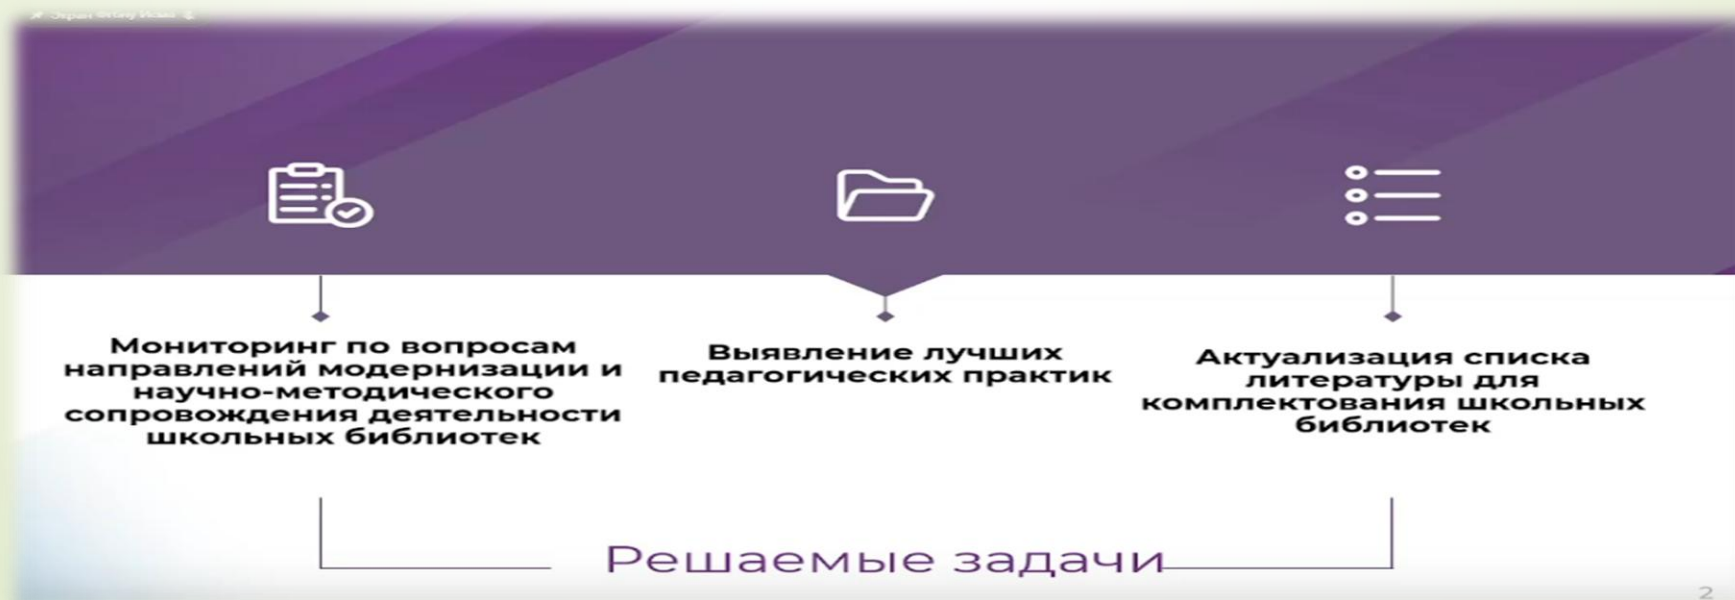 Экран
Мониторинг по вопросам
направлений модернизации и
научно-методического
сопровождения деятельности
школьных библиотек
Выявление лучших
педагогических практик
Актуализация списка
литературы для
комплектования школьных
библиотек
Решаемые задачи
2